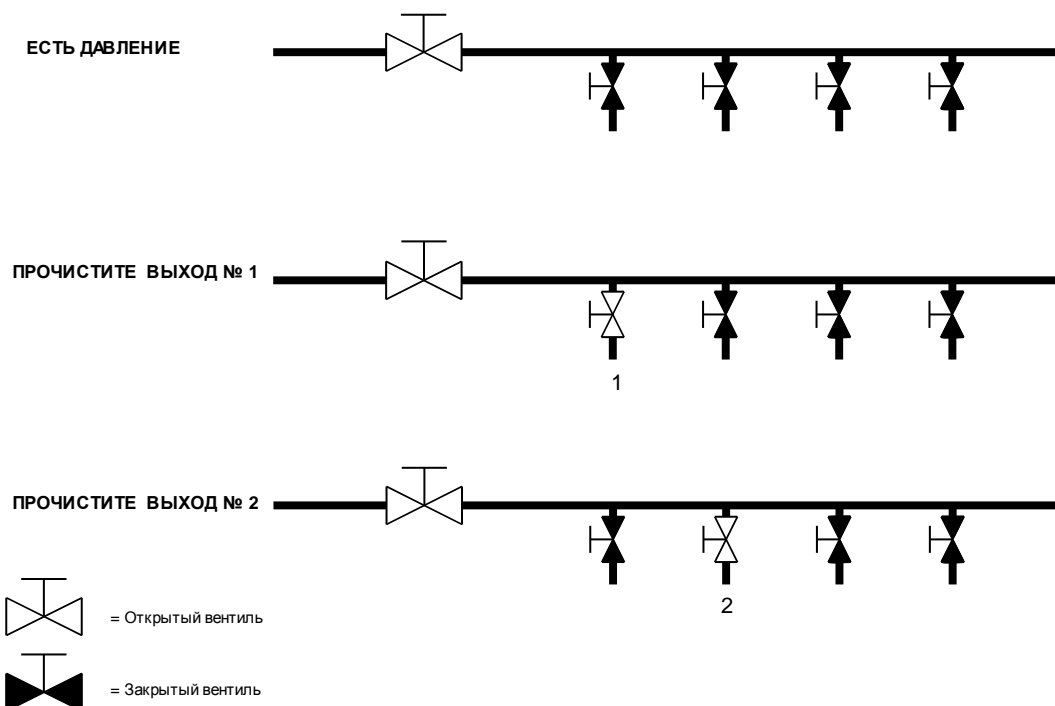 ЕСТЬ ДАВЛЕНИЕ
ПРОЧИСТИТЕ ВЫХОД № 1
1
ПРОЧИСТИТЕ ВЫХОД № 2
2
= Открытый вентиль
= Закрытый вентиль